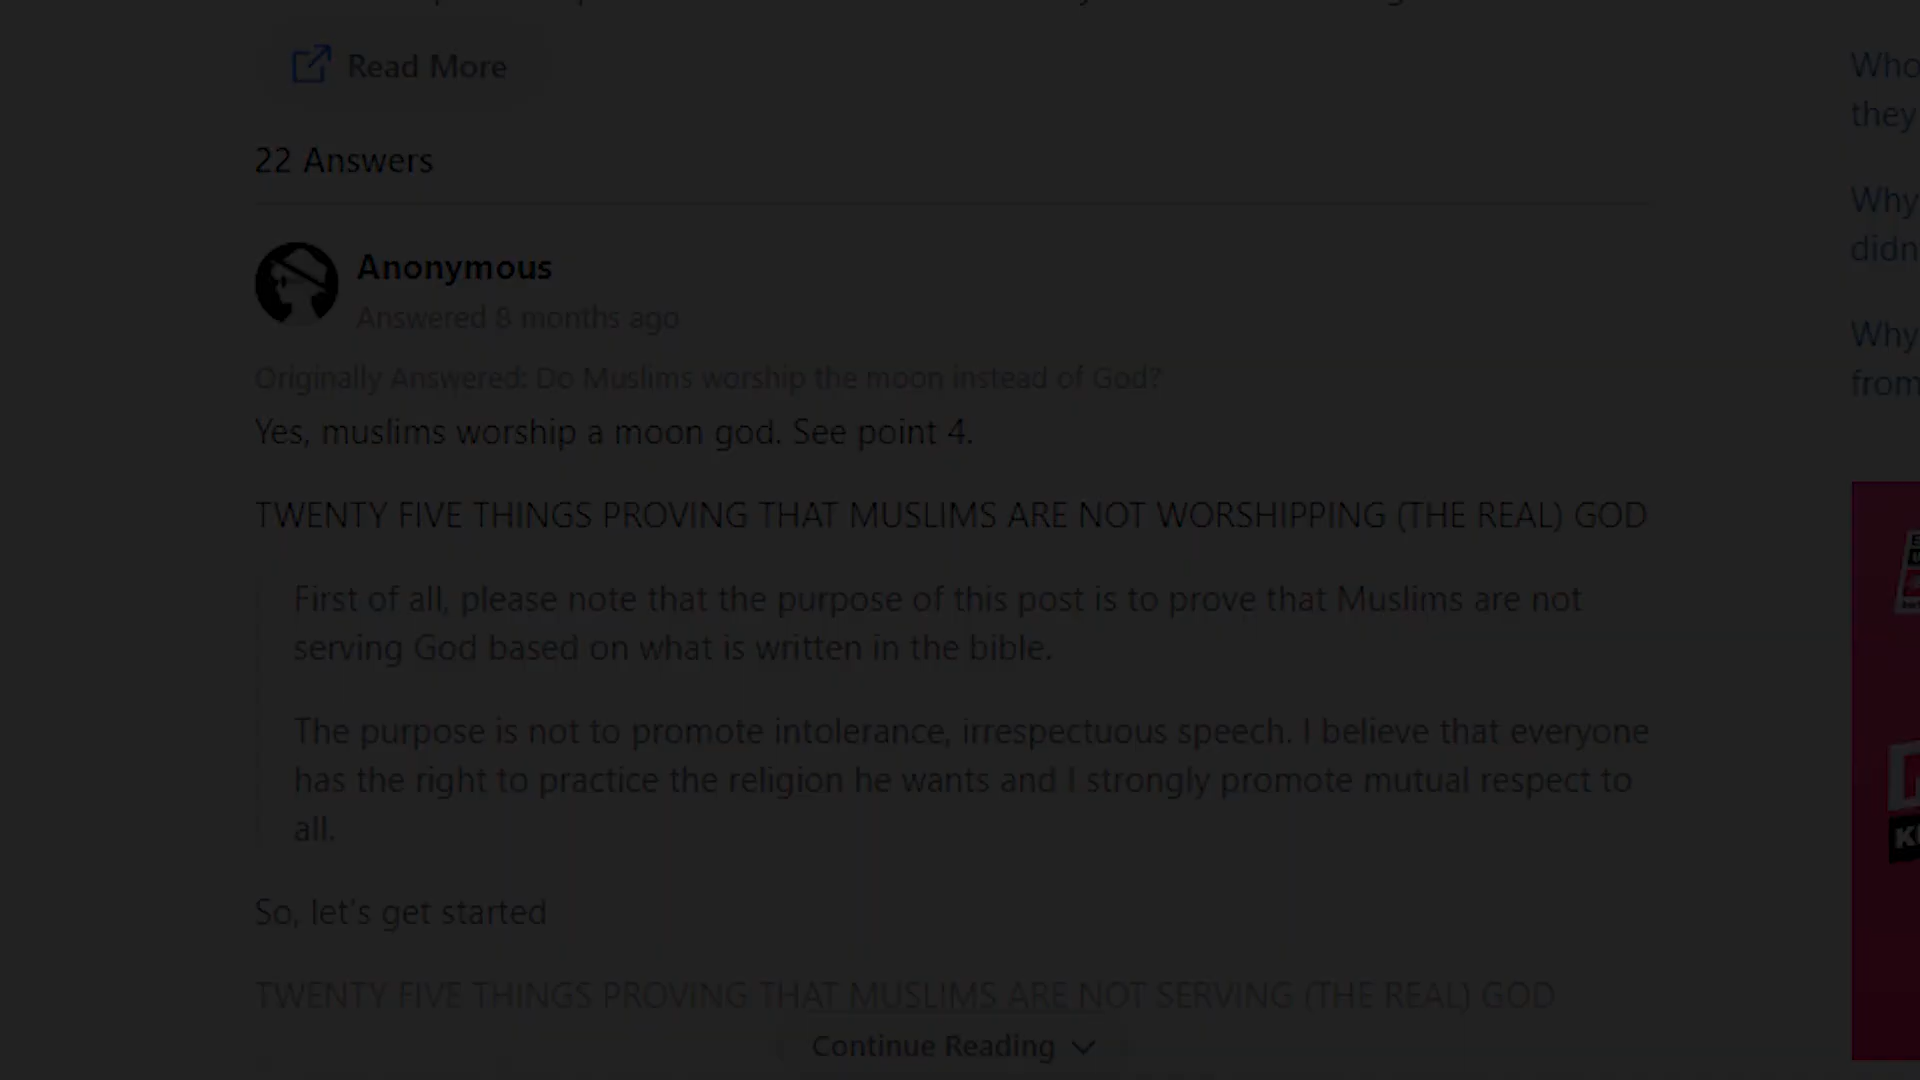 Read More
22 Answers
Anonymous
Answered 8 months ago
Originally Answered: Do Muslims worship the moon instead of God?
Yes, muslims worship a moon god. See point 4.
TWENTY FIVE THINGS PROVING THAT MUSLIMS ARE NOT WORSHIPPING (THE REAL) GOD
First of all, please note that the purpose of this post is to prove that Muslims are not
serving God based on what is written in the bible.
The purpose is not to promote intolerance, irrespectuous speech. I believe that everyone
has the right to practice the religion he wants and I strongly promote mutual respect to
all.
So, let's get started
TWENTY FIVE THINGS PROVING THAT MUSLIMS ARE NOT SERVING (THE REAL) GOD
Continue Reading
Who
they
Why
didn
Why
from